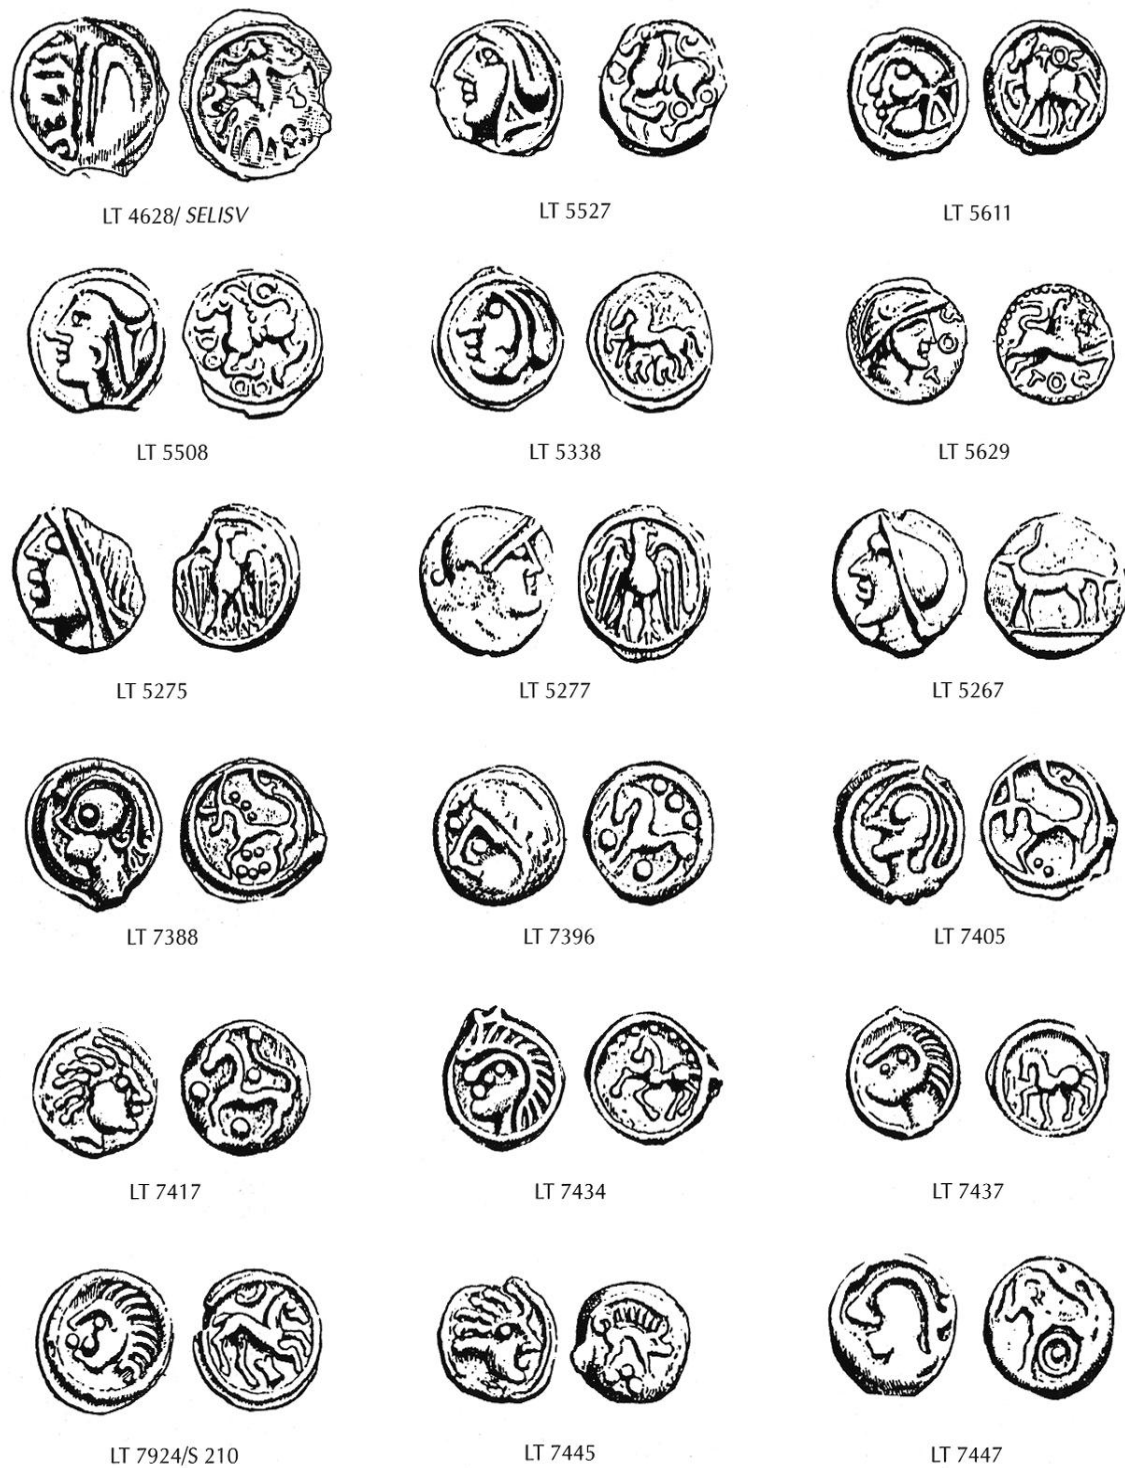 LT 4628/ SELISV
LT 5527
LT 5611
LT 5508
LT 5338
LT 5629
LT 5275
LT 5277
LT 5267
LT 7388
LT 7396
LT 7405
LT 7417
LT 7434
LT 7437
LT 7924/S 210
LT 7445
LT 7447